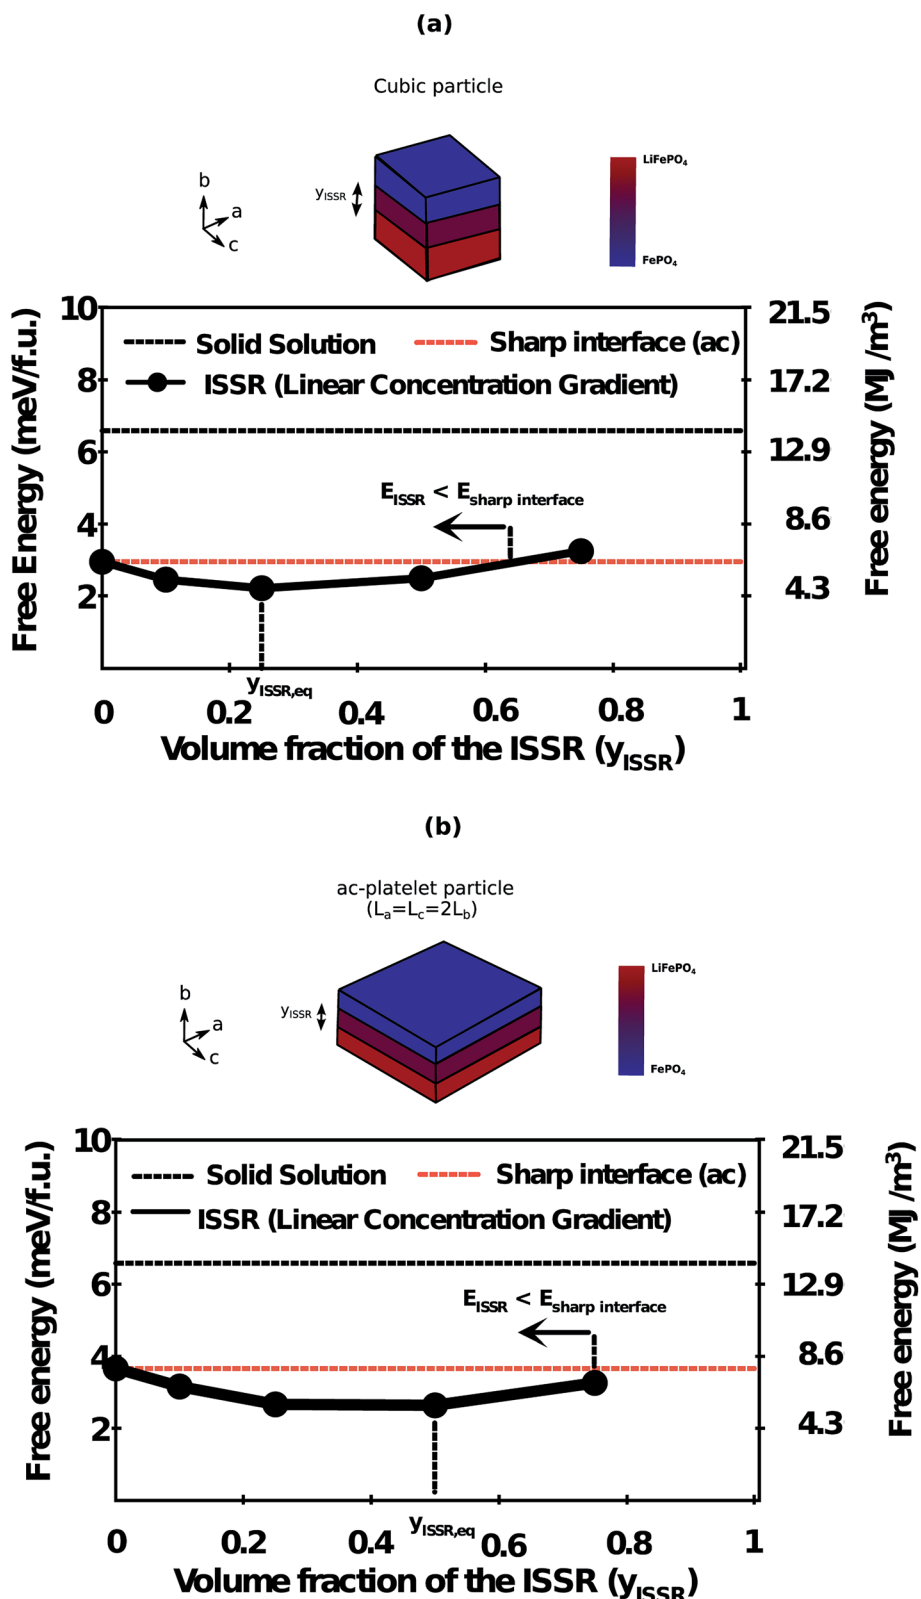 (a)
Cubic particle
b
a
c
yISSR
LiFePO4
FePO4
Free Energy (meV/f.u.)
10
8
6
4
2
Solid Solution
Sharp interface (ac)
ISSR (Linear Concentration Gradient)
EISSR < Esharp interface
yISSR,eq
21.5
17.2
12.9
8.6
4.3
Free energy (MJ /m³)
0 0.2 0.4 0.6 0.8 1
Volume fraction of the ISSR (yISSR)
(b)
ac-platelet particle
(La=Lc=2Lb)
b
a
c
yISSR
LiFePO4
FePO4
Free energy (meV/f.u.)
10
8
6
4
2
Solid Solution
Sharp interface (ac)
ISSR (Linear Concentration Gradient)
EISSR < Esharp interface
yISSR,eq
21.5
17.2
12.9
8.6
4.3
Free energy (MJ /m³)
0 0.2 0.4 0.6 0.8 1
Volume fraction of the ISSR (yISSR)